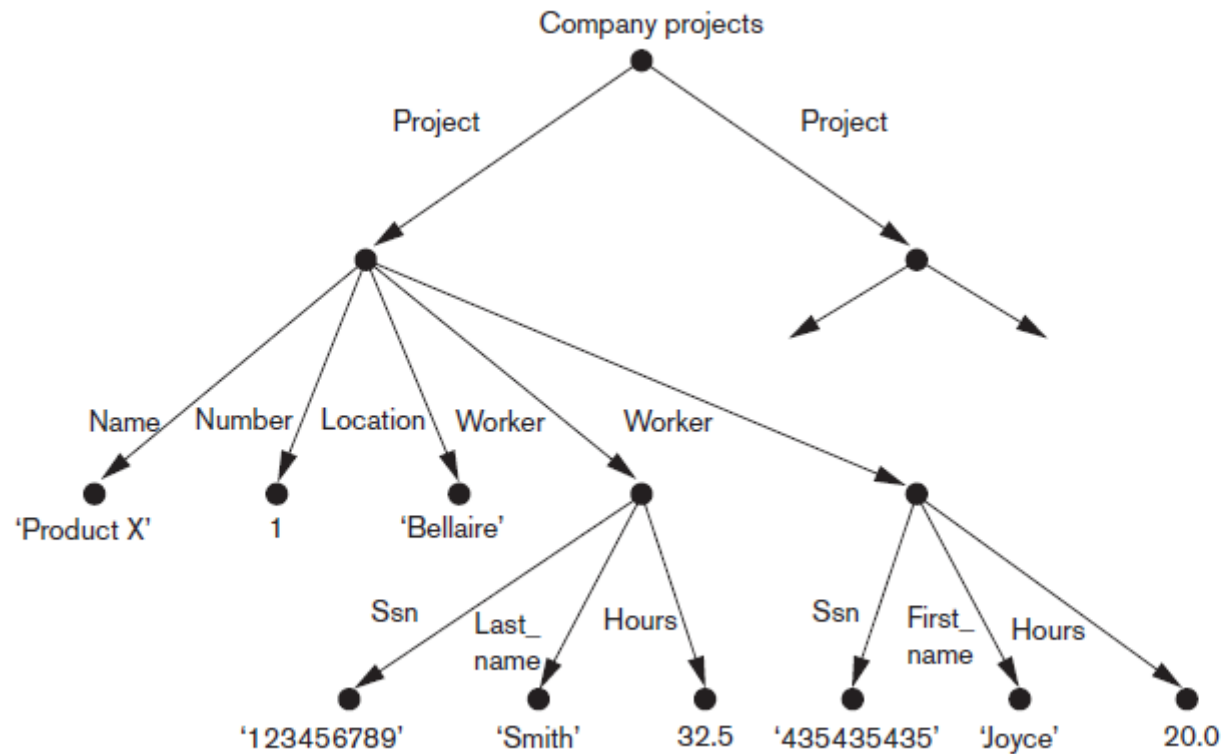 Company projects
Project Project
Name Number Location Worker Worker
‘Product X’ 1 ‘Bellaire’
Ssn Last_ Hours Ssn First_ Hours
name name
‘123456789’ ‘Smith’ 32.5 ‘435435435’ ‘Joyce’ 20.0